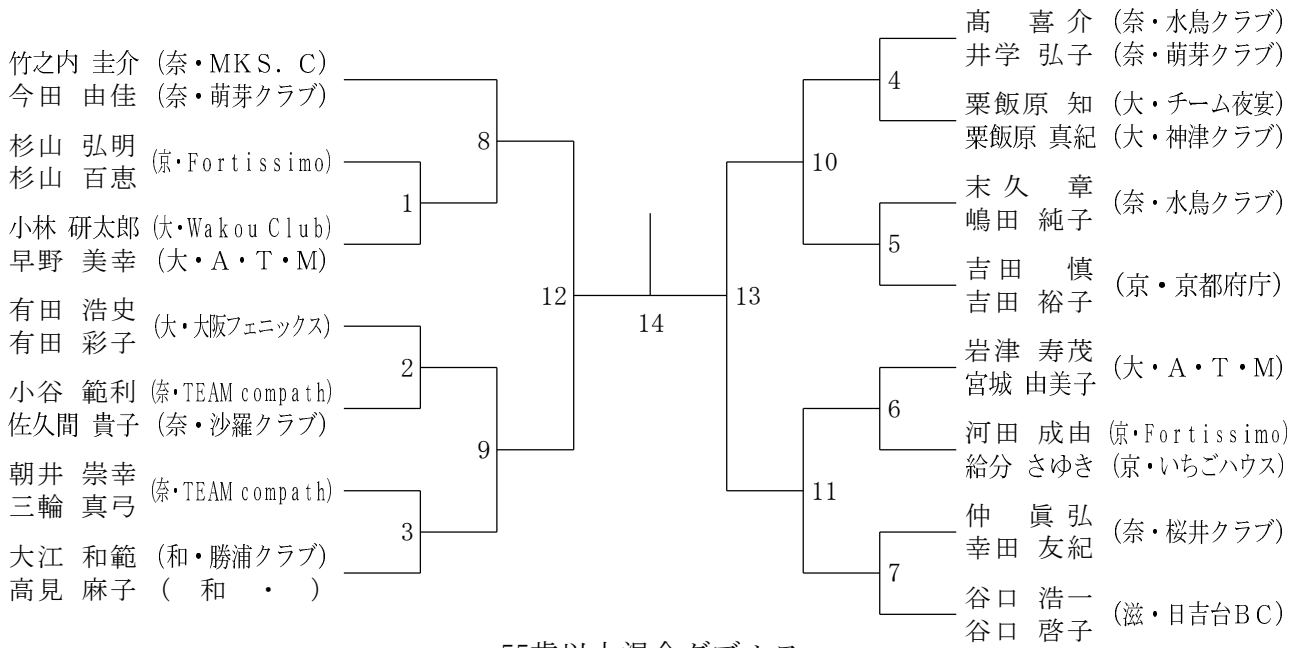 竹之内 圭介 (奈・ＭＫＳ．Ｃ)
今田 由佳 (奈・萌芽クラブ)
杉山 弘明
杉山 百恵
(京・Fortissimo)
小林 研太郎 (大・Wakou Club)
早野 美幸 (大・Ａ・Ｔ・Ｍ)
有田 浩史
有田 彩子
(大・大阪フェニックス)
小谷 範利 (奈・TEAM compath)
佐久間 貴子 (奈・沙羅クラブ)
朝井 崇幸
三輪 真弓
(奈・TEAM compath)
大江 和範 (和・勝浦クラブ)
高見 麻子 ( 和 ・ )
8
1
2
9
3
12
14
13
10
4
5
11
6
7
髙 喜介 (奈・水鳥クラブ)
井学 弘子 (奈・萌芽クラブ)
粟飯原 知 (大・チーム夜宴)
粟飯原 真紀 (大・神津クラブ)
末久 章
嶋田 純子
(奈・水鳥クラブ)
吉田 慎
吉田 裕子
(京・京都府庁)
岩津 寿茂
宮城 由美子
(大・Ａ・Ｔ・Ｍ)
河田 成由 (京・Fortissimo)
給分 さゆき (京・いちごハウス)
仲 眞弘
幸田 友紀
(奈・桜井クラブ)
谷口 浩一
谷口 啓子
(滋・日吉台ＢＣ)